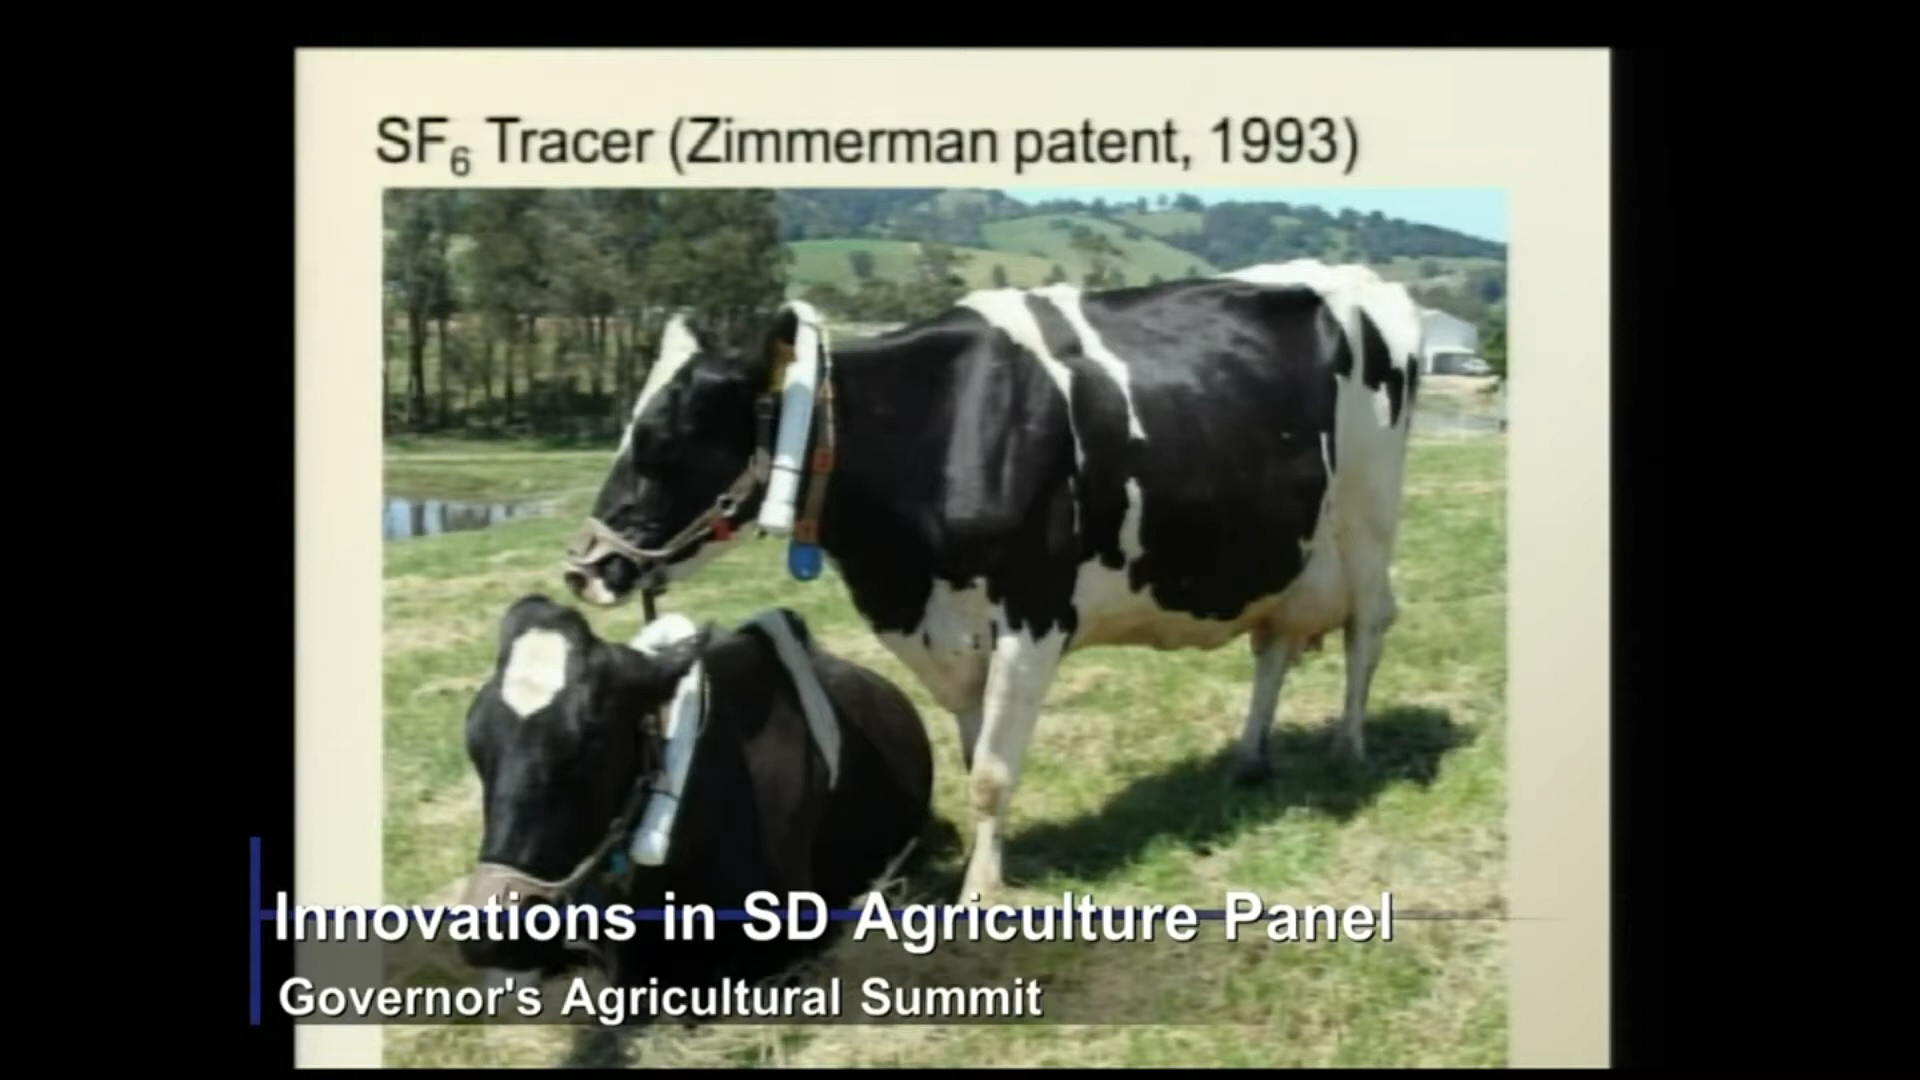 SF₆ Tracer (Zimmerman patent, 1993)
Innovations in SD Agriculture Panel
Governor's Agricultural Summit